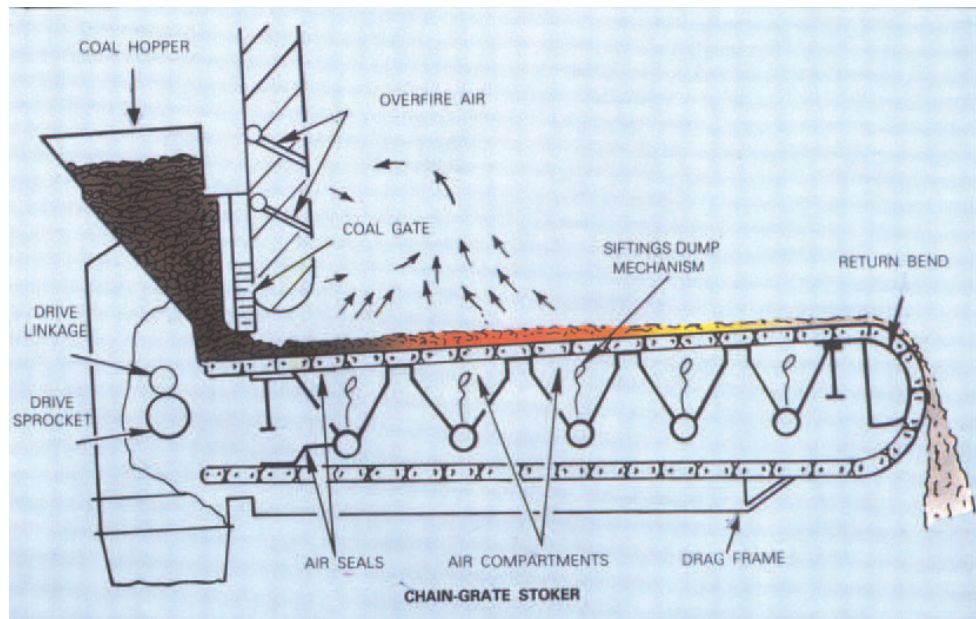 COAL HOPPER
OVERFIRE AIR
COAL GATE
SIFTINGS DUMP
MECHANISM
RETURN BEND
DRIVE
LINKAGE
DRIVE
SPROCKET
AIR SEALS
AIR COMPARTMENTS
DRAG FRAME
CHAIN-GRATE STOKER